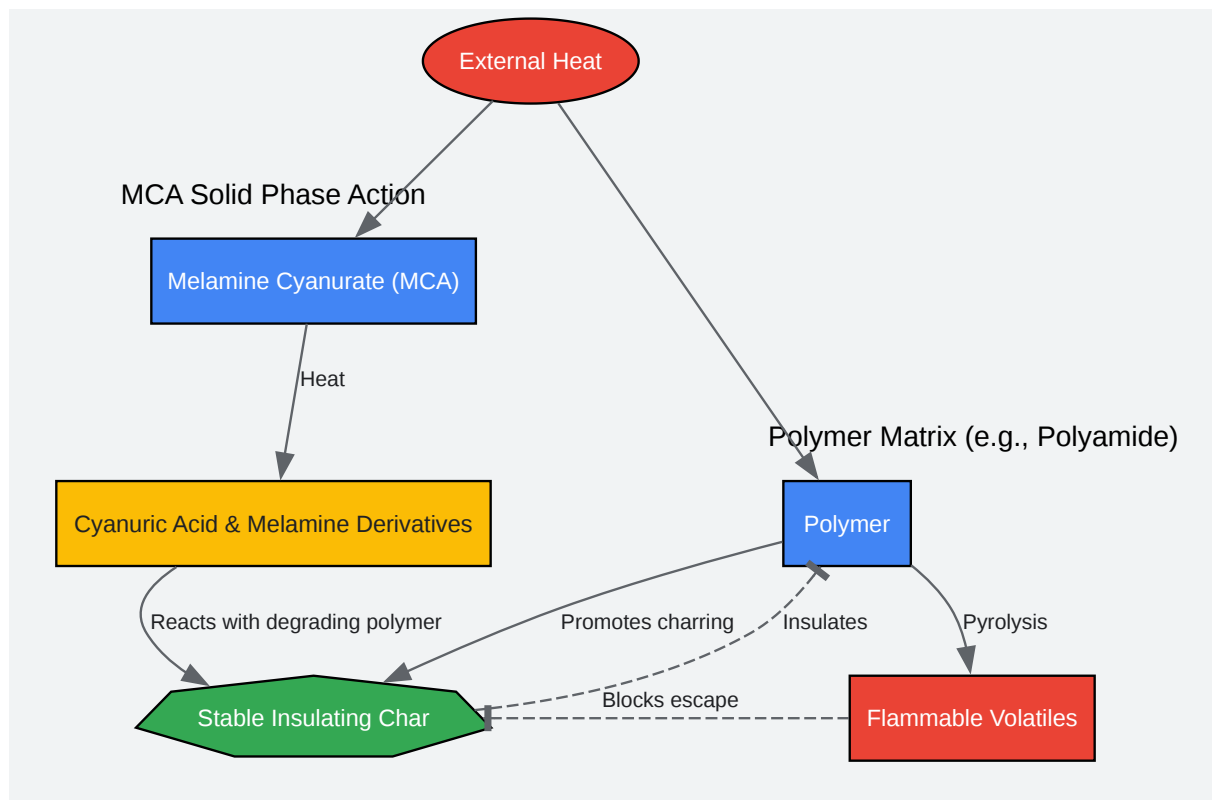 External Heat
MCA Solid Phase Action
Melamine Cyanurate (MCA)
Heat
Polymer Matrix (e.g., Polyamide)
Cyanuric Acid & Melamine Derivatives
Polymer
Reacts with degrading polymer
Promotes charring
Insulates
Pyrolysis
Blocks escape
Stable Insulating Char
Flammable Volatiles